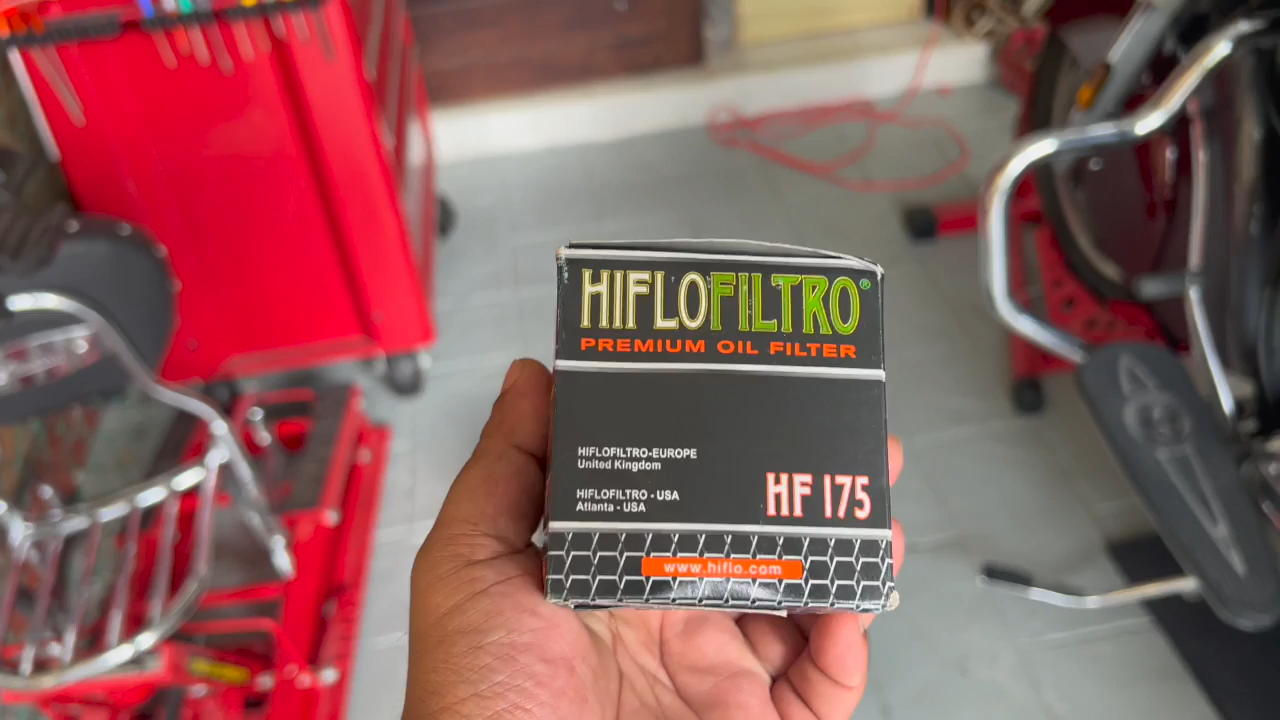 HIFLOFILTRO®
PREMIUM OIL FILTER
HIFLOFILTRO-EUROPE
United Kingdom
HIFLOFILTRO - USA
Atlanta - USA
HF 175
www.hiflo.com